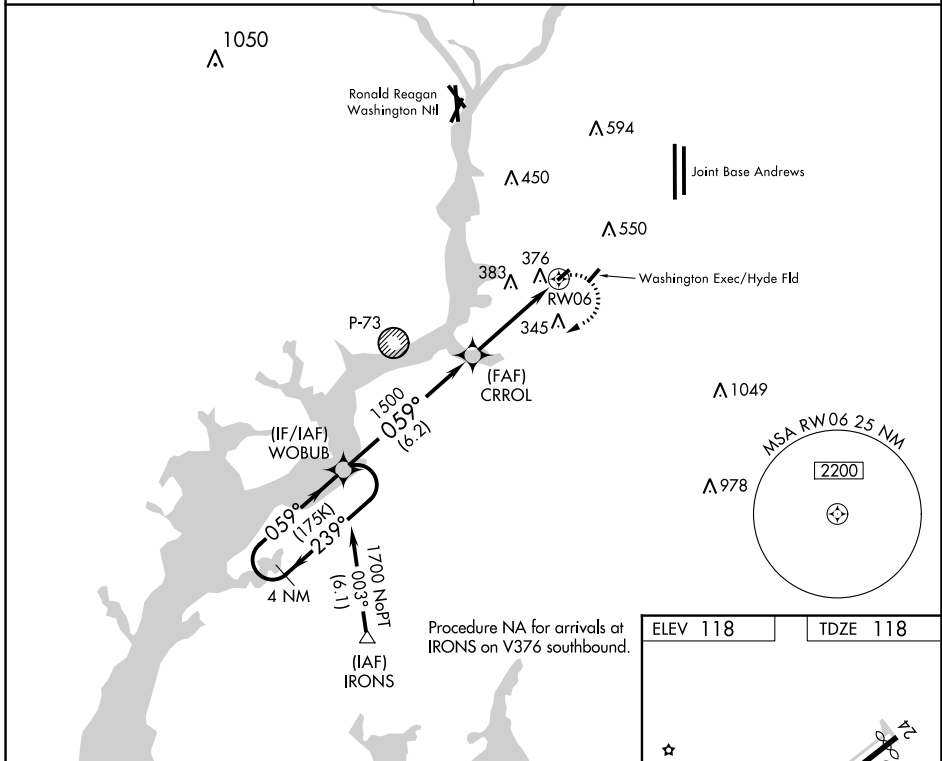 1050
Ronald Reagan
Washington Ntl
594
450
Joint Base Andrews
550
376
383
Washington Exec/Hyde Fld
RW06
345
P-73
(FAF)
CRROL
1049
1500
059°
(6.2)
(IF/IAF)
WOBUB
MSA RW06 25 NM
2200
978
059°
(175K)
239°
4 NM
1700 NoPT
003°
(6.1)
(IAF)
IRONS
Procedure NA for arrivals at
IRONS on V376 southbound.
ELEV 118
TDZE 118
24